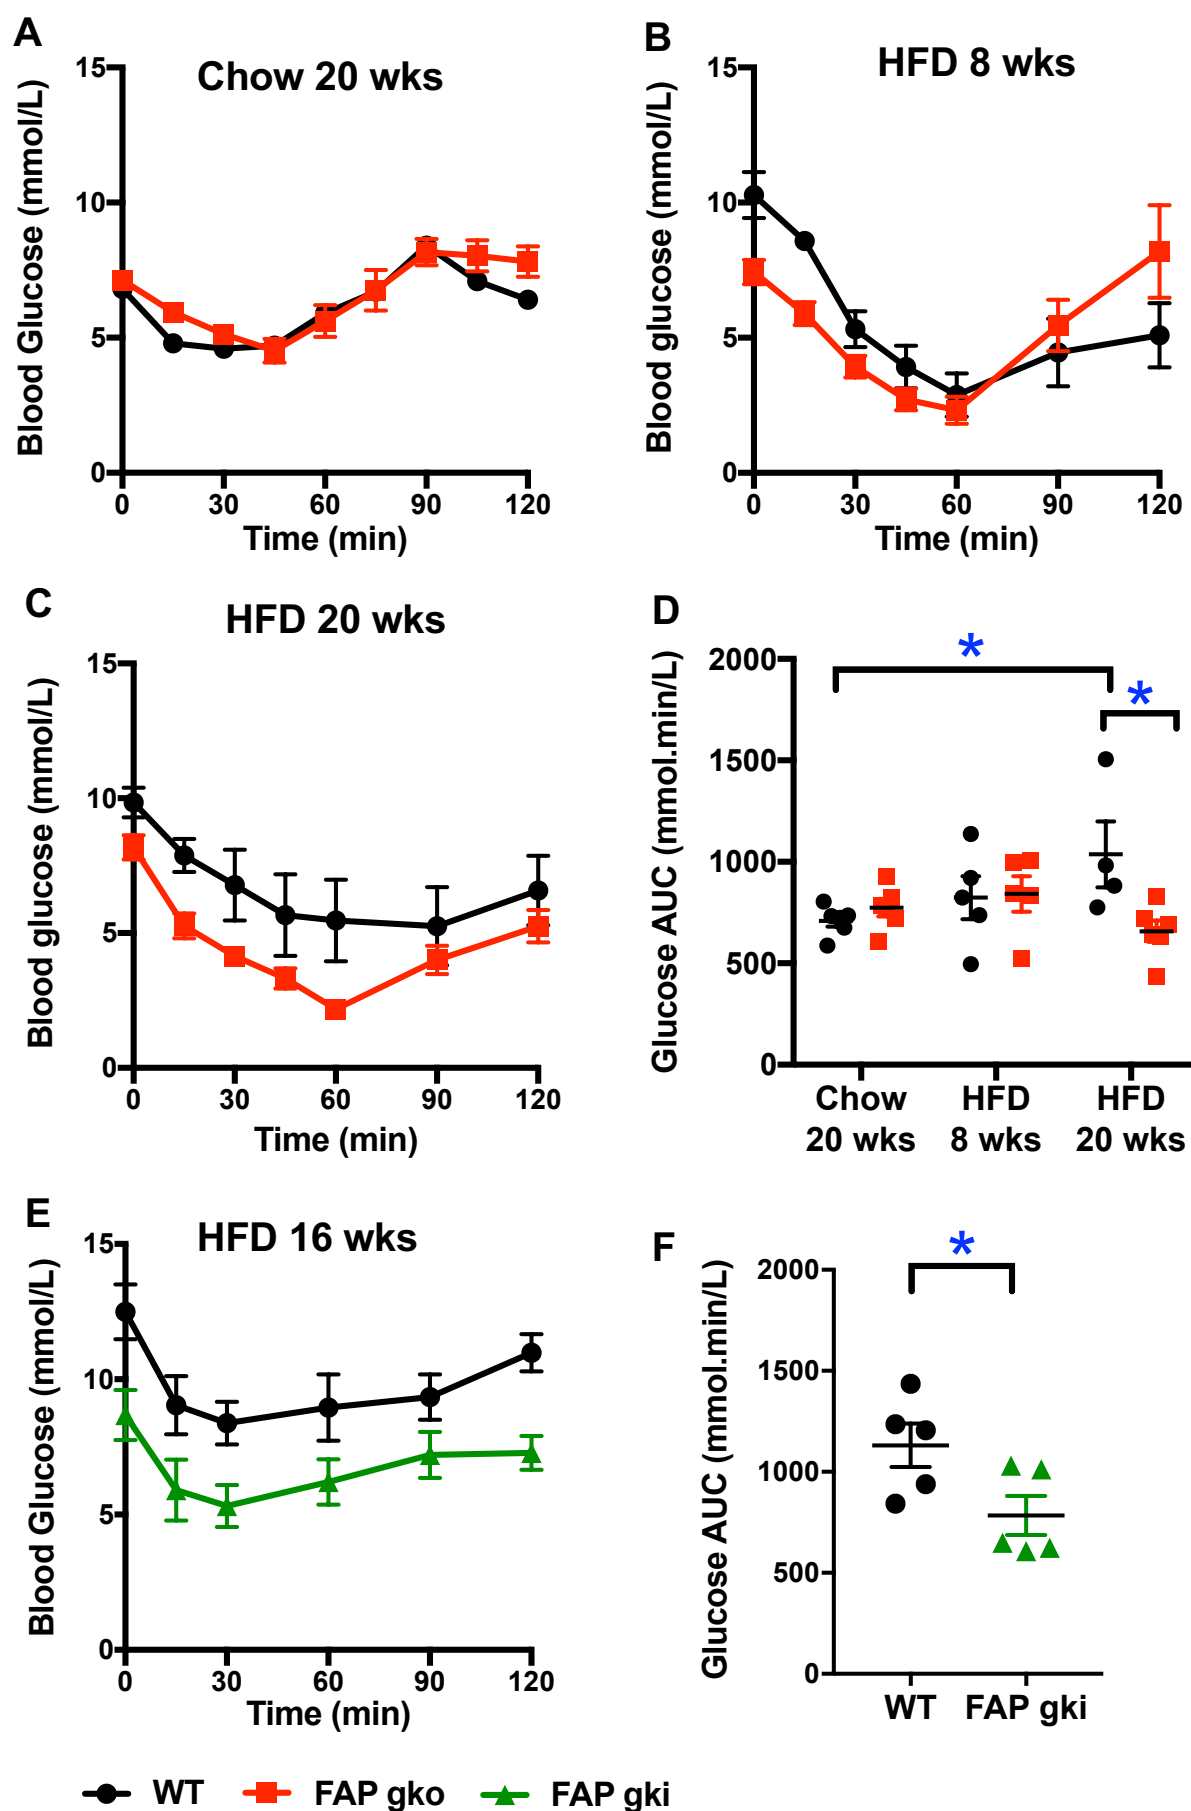 A
Chow 20 wks
Blood Glucose (mmol/L)
15
10
5
0
0 30 60 90 120
Time (min)
B
HFD 8 wks
Blood glucose (mmol/L)
15
10
5
0
0 30 60 90 120
Time (min)
C
HFD 20 wks
Blood glucose (mmol/L)
15
10
5
0
0 30 60 90 120
Time (min)
D
Glucose AUC (mmol.min/L)
2000
1500
1000
500
0
*
*
Chow HFD HFD
20 wks 8 wks 20 wks
E
HFD 16 wks
Blood Glucose (mmol/L)
15
10
5
0
0 30 60 90 120
Time (min)
F
Glucose AUC (mmol.min/L)
2000
1500
1000
500
0
*
WT FAP gki
WT FAP gko FAP gki